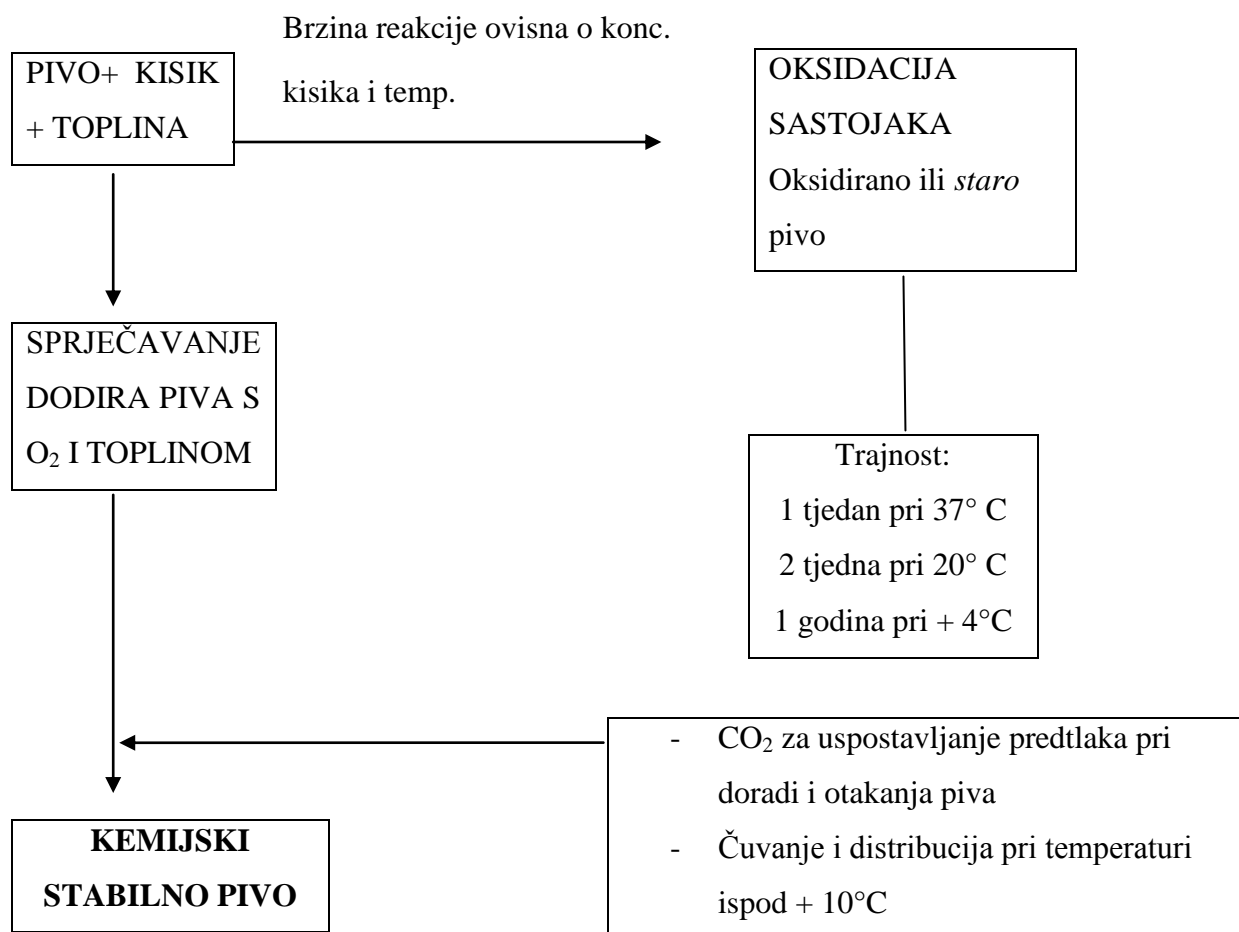 Brzina reakcije ovisna o konc.
kisika i temp.
PIVO+ KISIK
+ TOPLINA
OKSIDACIJA
SASTOJAKA
Oksidirano ili staro
pivo
SPRJEČAVANJE
DODIRA PIVA S
O₂ I TOPLINOM
Trajnost:
1 tjedan pri 37° C
2 tjedna pri 20° C
1 godina pri + 4°C
- CO₂ za uspostavljanje predtlaka pri
doradi i otakanja piva
- Čuvanje i distribucija pri temperaturi
ispod + 10°C
KEMIJSKI
STABILNO PIVO